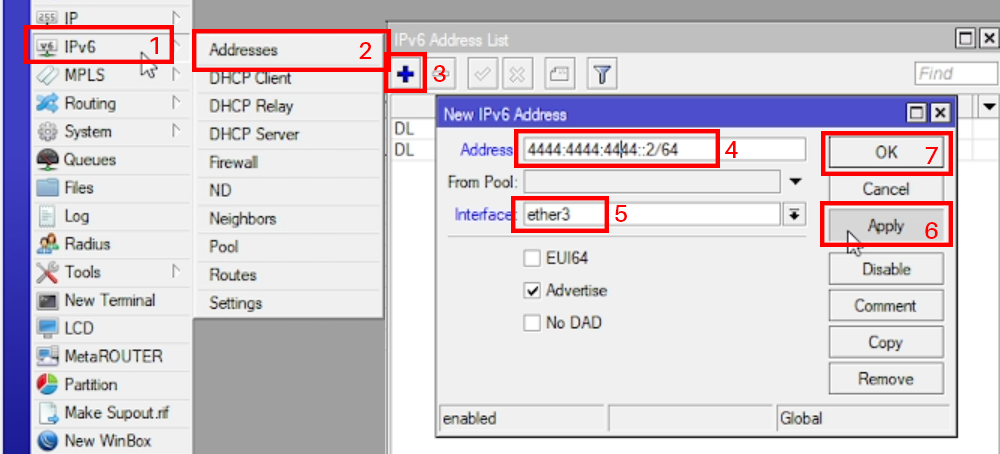 IP
IPv6 1
MPLS
Routing
System
Queues
Files
Log
Radius
Tools
New Terminal
LCD
MetaROUTER
Partition
Make Supout.rif
New WinBox
Addresses 2
DHCP Client
DHCP Relay
DHCP Server
Firewall
ND
Neighbors
Pool
Routes
Settings
IPv6 Address List
3
Find
DL
DL
New IPv6 Address
Address: 4444:4444:4444::2/64 4
From Pool:
Interface: ether3 5
EUI64
Advertise
No DAD
OK 7
Cancel
Apply 6
Disable
Comment
Copy
Remove
enabled
Global